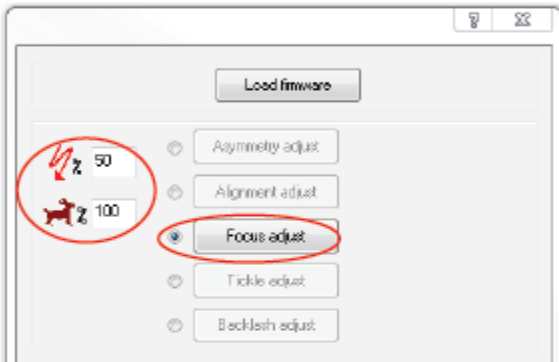 Load firmware
% 50
Asymmetry adjust
Alignment adjust
% 100
Focus adjust
Tickle adjust
Backlash adjust